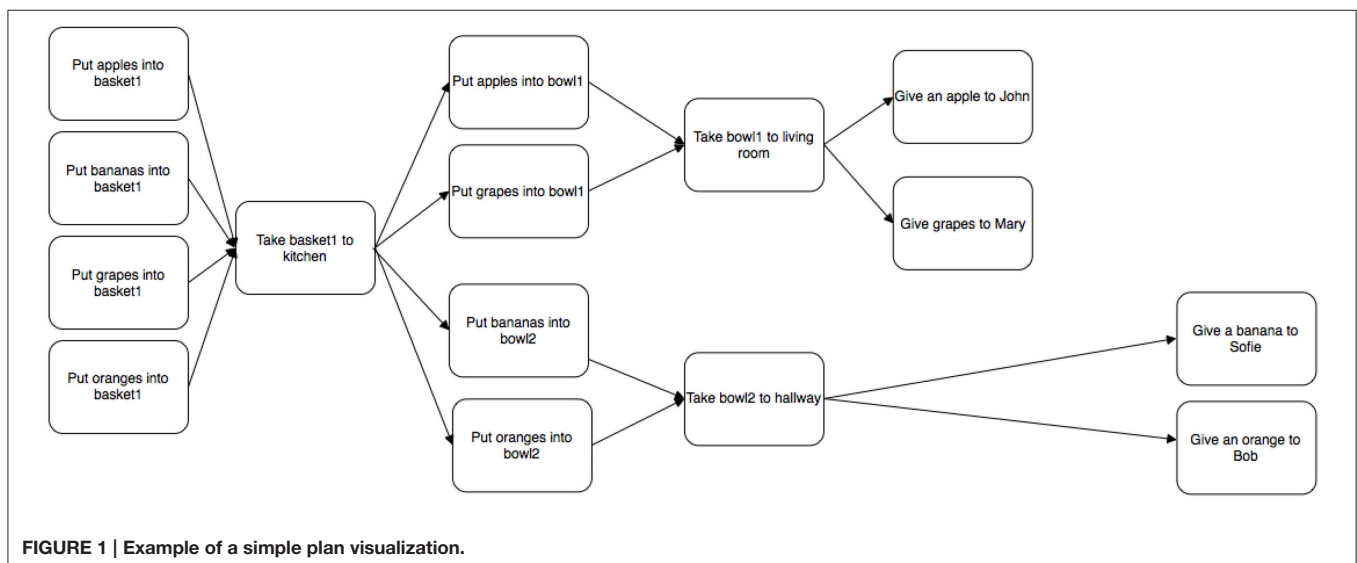 Put apples into
basket1
Put bananas into
basket1
Put grapes into
basket1
Put oranges into
basket1
Take basket1 to
kitchen
Put apples into bowl1
Put grapes into bowl1
Put bananas into
bowl2
Put oranges into
bowl2
Take bowl1 to living
room
Take bowl2 to hallway
Give an apple to John
Give grapes to Mary
Give a banana to
Sofie
Give an orange to
Bob
FIGURE 1 | Example of a simple plan visualization.